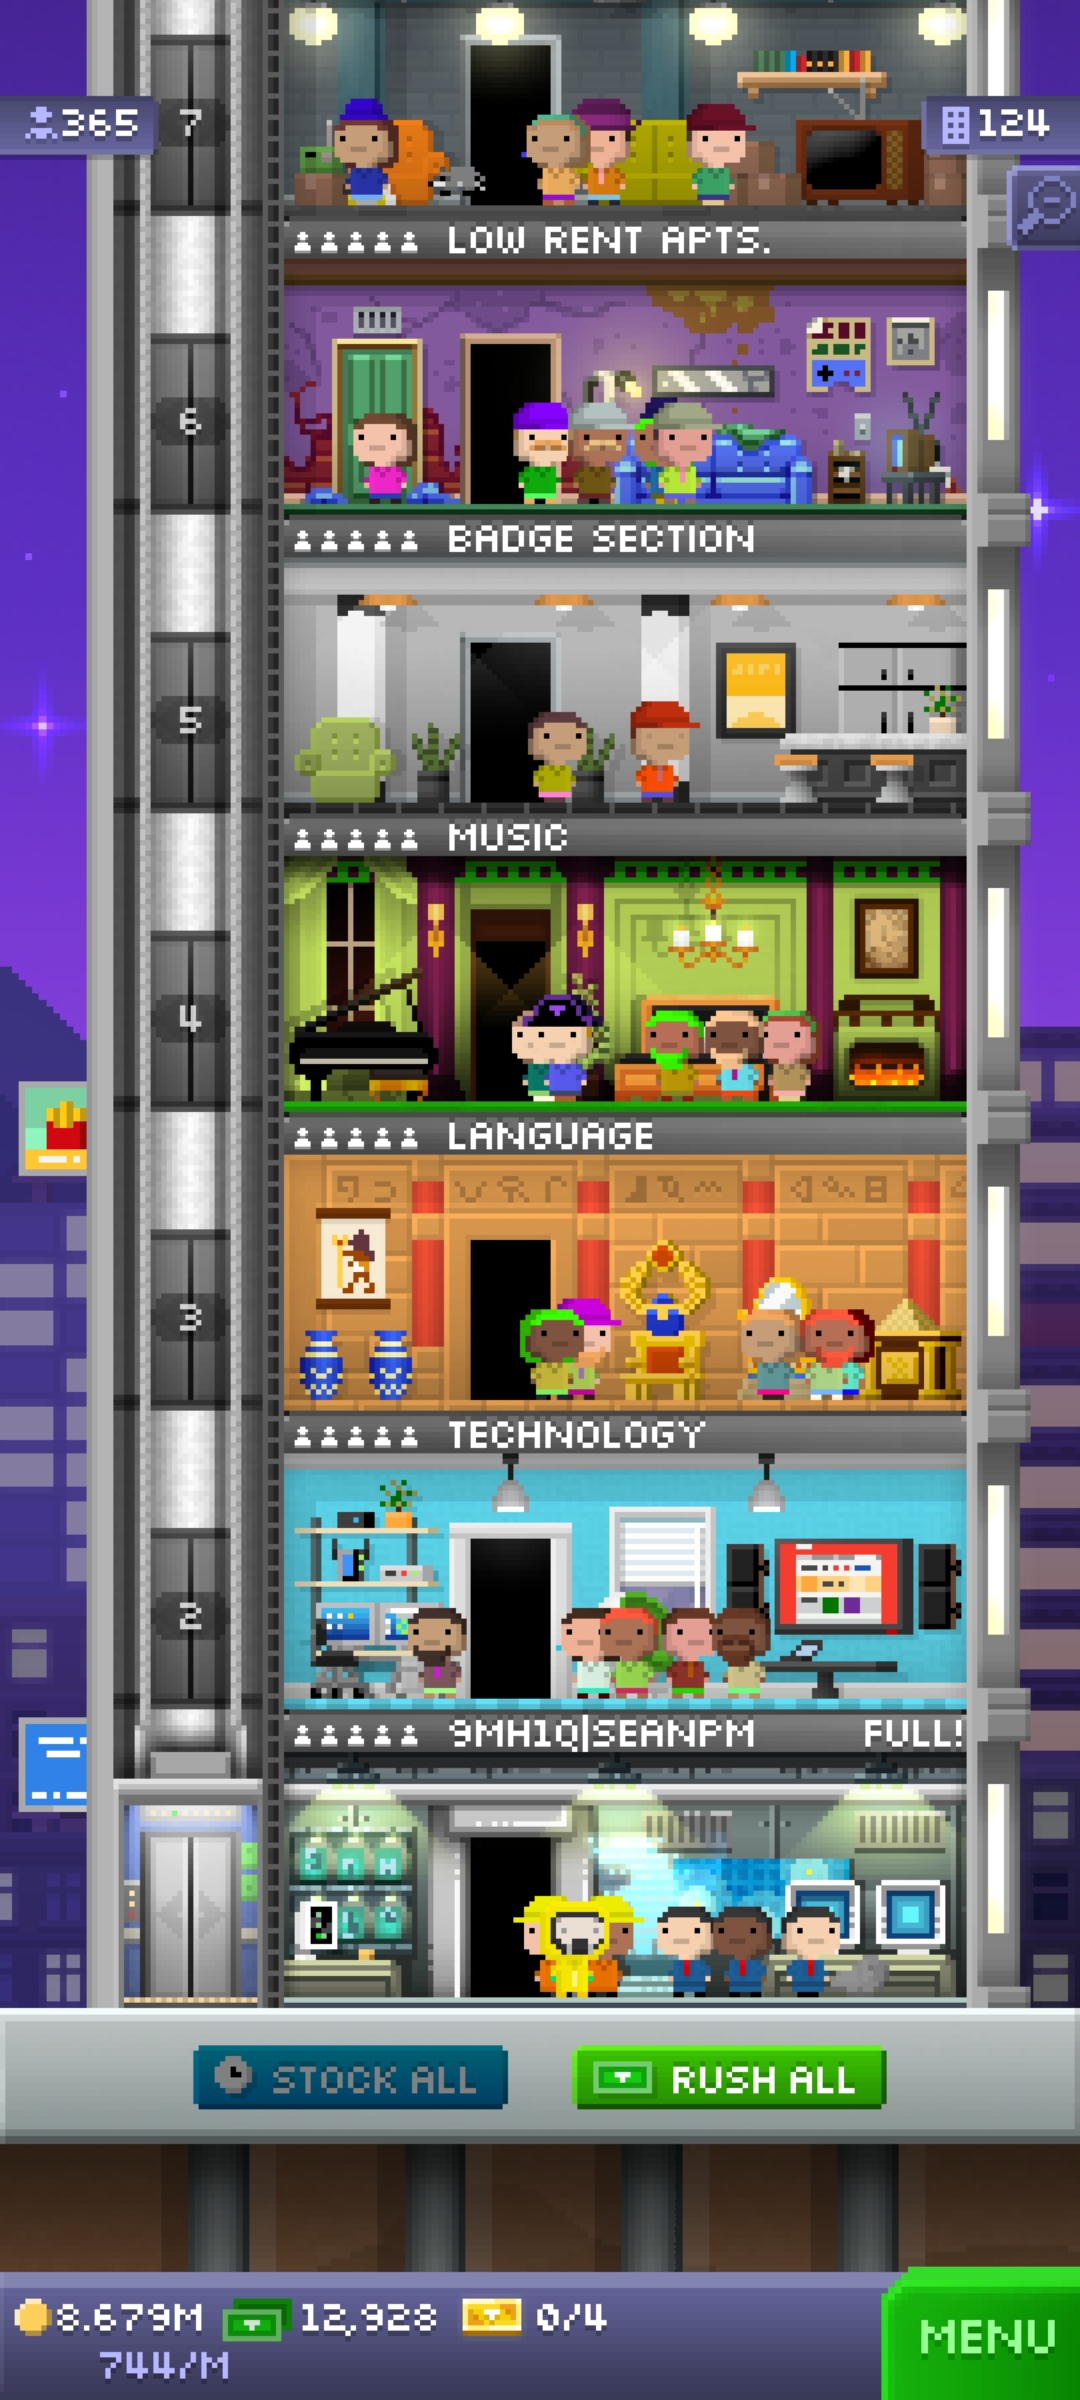 365
7
124
LOW RENT APTS.
6
BADGE SECTION
5
MUSIC
4
LANGUAGE
3
TECHNOLOGY
2
9MH1Q|SEANPM FULL!
STOCK ALL
RUSH ALL
8.679M 12,928 0/4
744/M
MENU